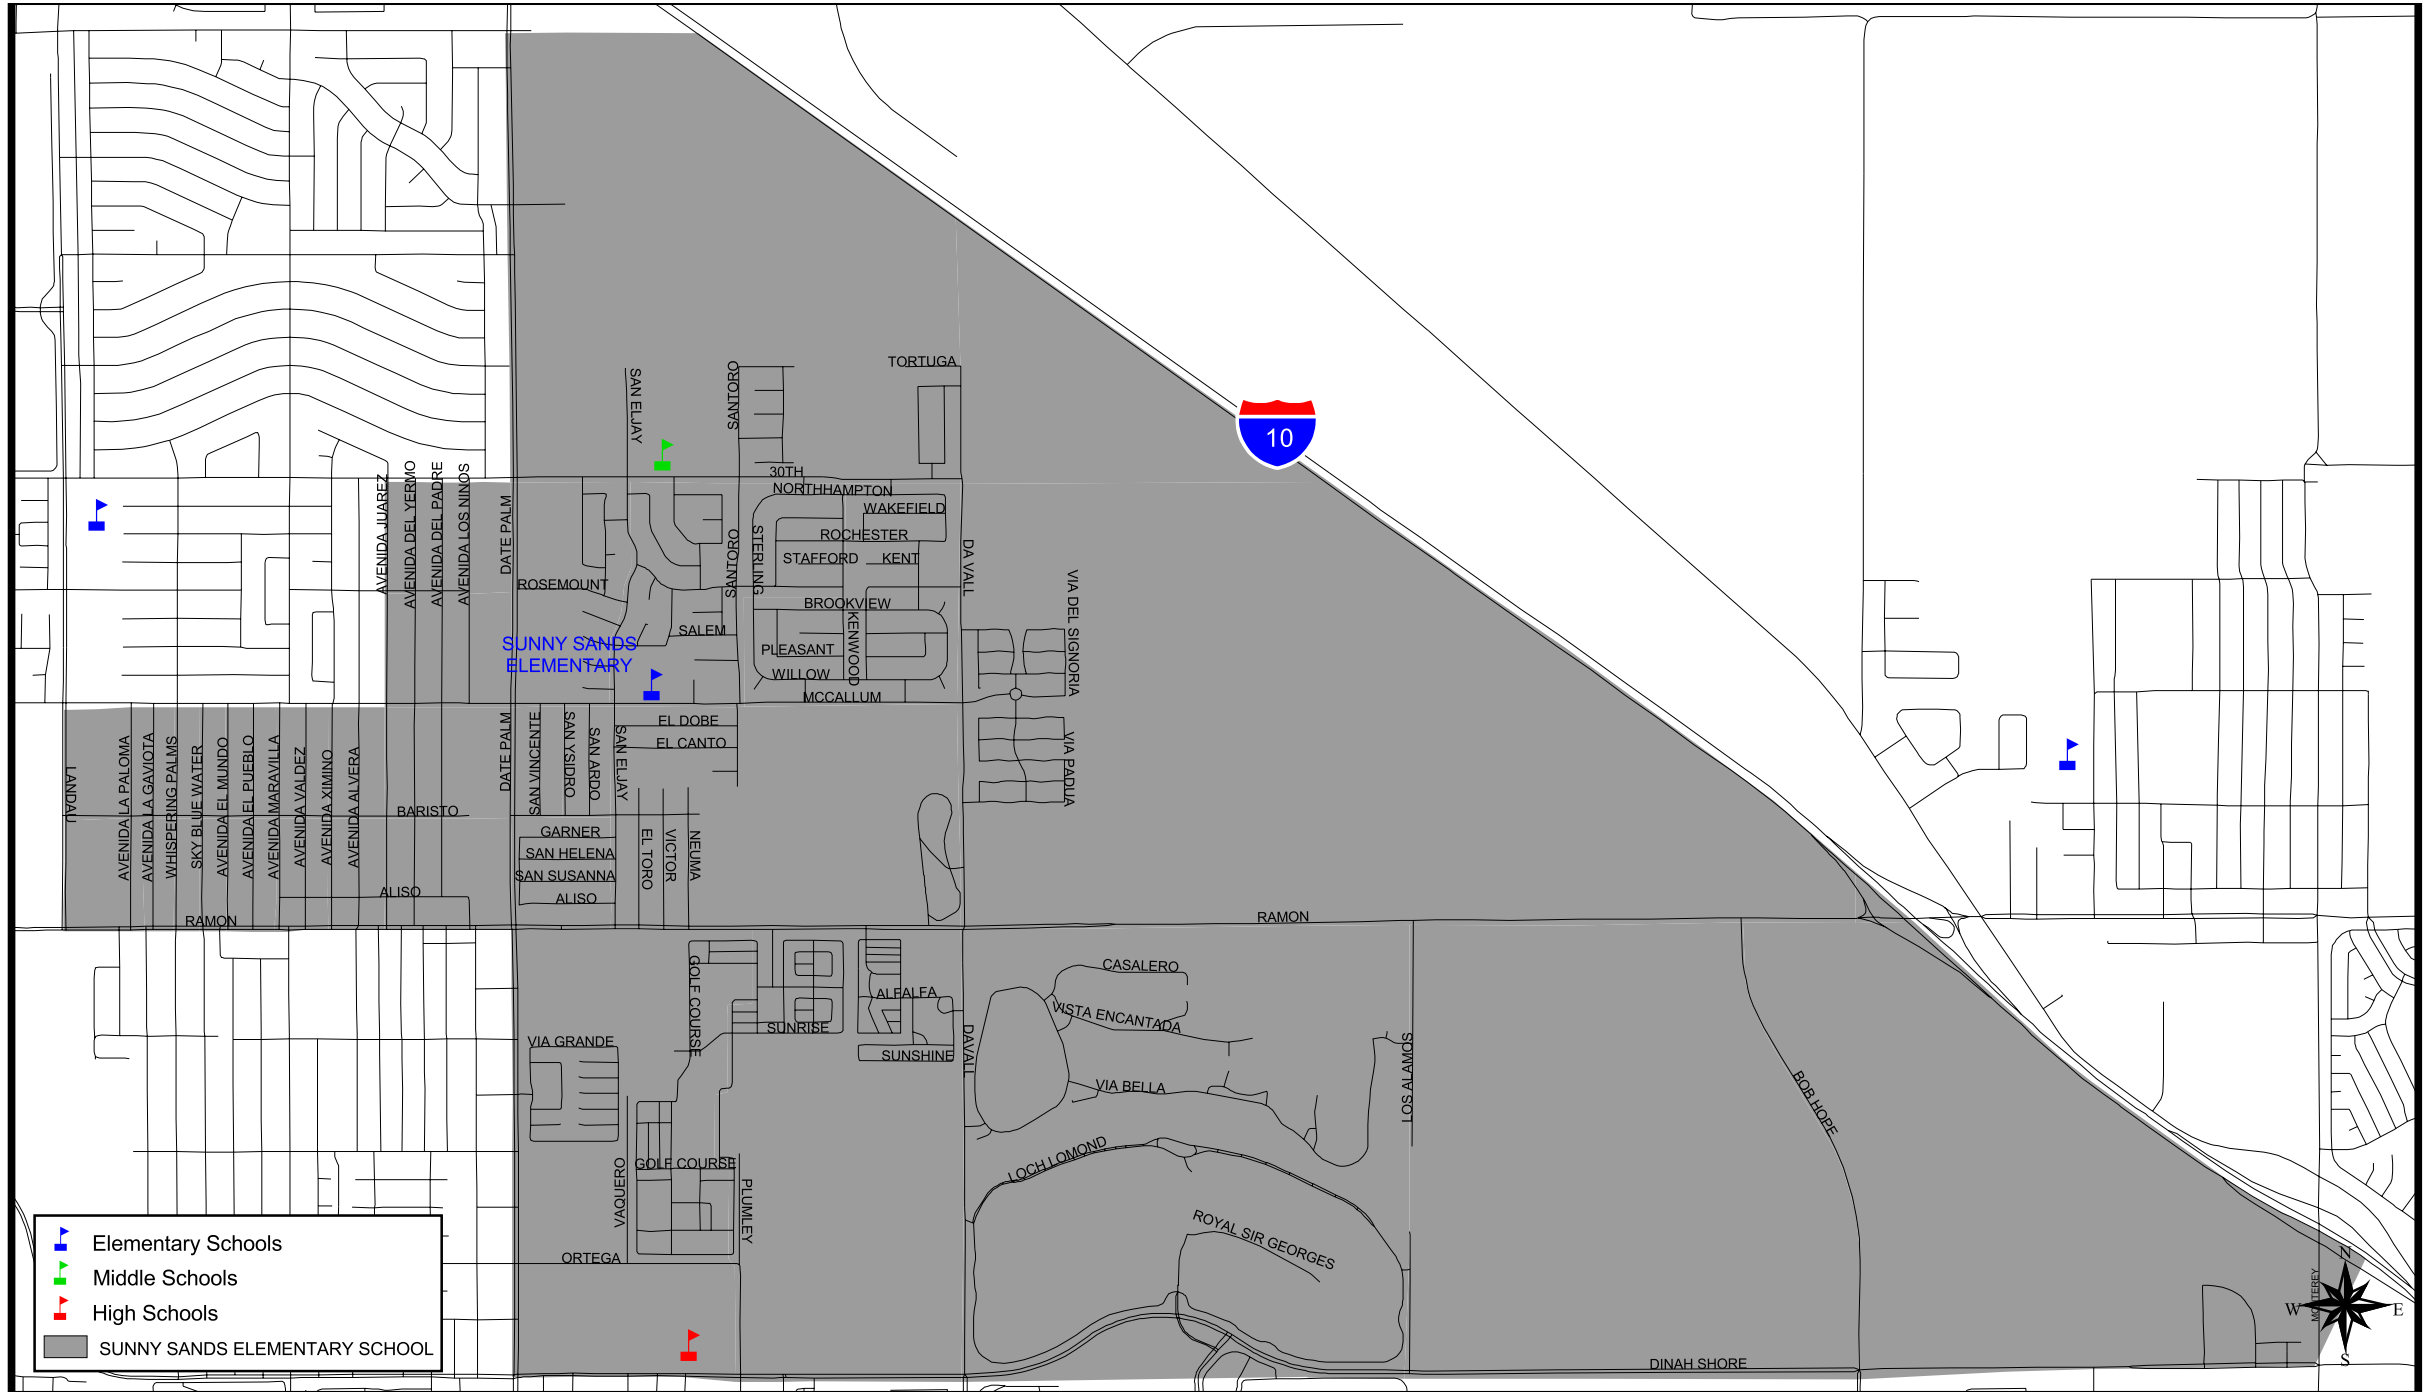 TORTUGA
SAN ELJAY
SANTORO
10
30TH
NORTHHAMPTON
WAKEFIELD
ROCHESTER
STAFFORD
KENT
AVENIDA JUAREZ
AVENIDA DEL YERMO
AVENIDA DEL PADRE
AVENIDA LOS NINOS
DATE PALM
SANTORO
STERLING
DA VALL
VIA DEL SIGNORIA
ROSEMOUNT
BROOKVIEW
KENWOOD
SALEM
SUNNY SANDS
ELEMENTARY
PLEASANT
WILLOW
MCCALLUM
LANDAU
AVENIDA LA PALOMA
AVENIDA LA GAVIOTA
WHISPERING PALMS
SKY BLUE WATER
AVENIDA EL MUNDO
AVENIDA EL PUEBLO
AVENIDA MARAVILLA
AVENIDA VALDEZ
AVENIDA XIMINO
AVENIDA ALVERA
DATE PALM
SAN VINCENTE
SAN YSIDRO
SAN ARDO
SAN ELJAY
EL DOBE
EL CANTO
VIA PADUA
BARISTO
GARNER
SAN HELENA
SAN SUSANNA
ALISO
ALISO
EL TORO
VICTOR
NEUMA
RAMON
RAMON
GOLF COURSE
CASALERO
ALFALFA
VISTA ENCANTADA
SUNRISE
SUNSHINE
DAVALL
VIA GRANDE
VIA BELLA
LOS ALAMOS
BOB HOPE
LOCH LOMOND
GOLF COURSE
VAQUERO
PLUMLEY
ROYAL SIR GEORGES
ORTEGA
DINAH SHORE
N
W
E
S
Elementary Schools
Middle Schools
High Schools
SUNNY SANDS ELEMENTARY SCHOOL